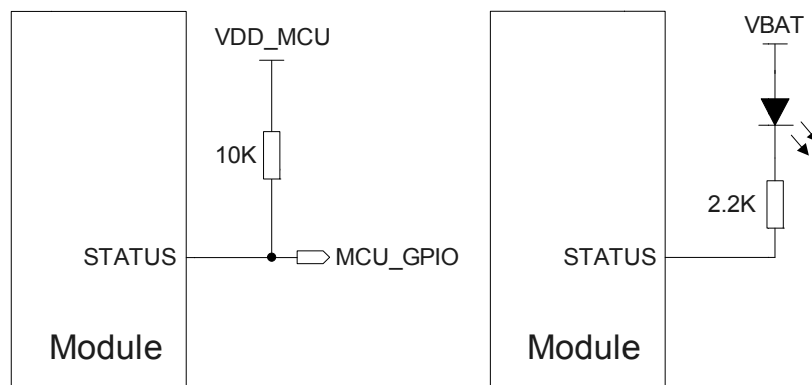 VDD_MCU
10K
STATUS
MCU_GPIO
Module
VBAT
2.2K
STATUS
Module